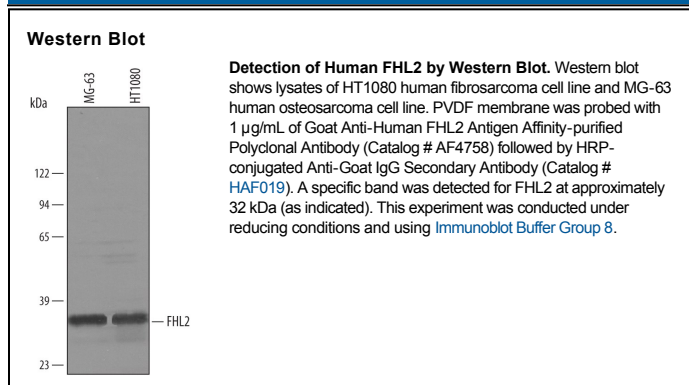 Western Blot
kDa
MG-63
HT1080
122
94
65
39
23
FHL2
Detection of Human FHL2 by Western Blot. Western blot
shows lysates of HT1080 human fibrosarcoma cell line and MG-63
human osteosarcoma cell line. PVDF membrane was probed with
1 µg/mL of Goat Anti-Human FHL2 Antigen Affinity-purified
Polyclonal Antibody (Catalog # AF4758) followed by HRP-
conjugated Anti-Goat IgG Secondary Antibody (Catalog #
HAF019). A specific band was detected for FHL2 at approximately
32 kDa (as indicated). This experiment was conducted under
reducing conditions and using Immunoblot Buffer Group 8.